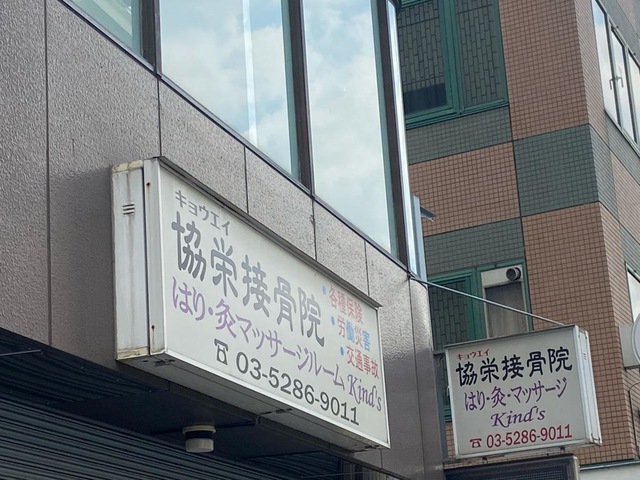 キョウエイ
協栄接骨院
・各種保険
・労働災害
・交通事故
はり・灸マッサージルーム Kind's
☎ 03-5286-9011
キョウエイ
協栄接骨院
はり・灸・マッサージ
Kind's
☎ 03-5286-9011